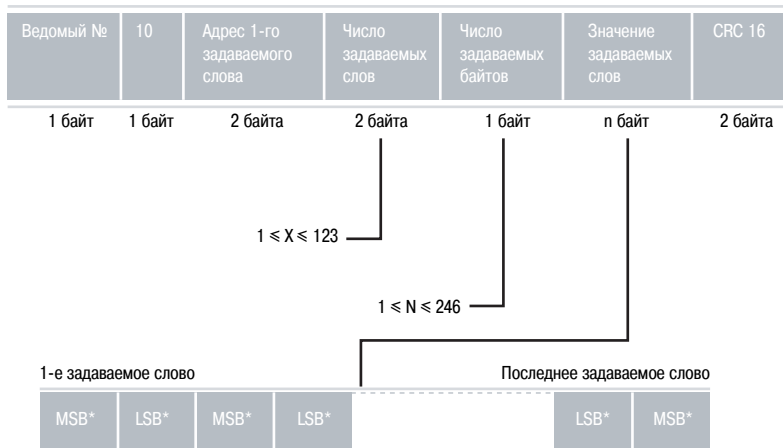 Ведомый № 10 Адрес 1-го задаваемого слова Число задаваемых слов Число задаваемых байтов Значение задаваемых слов CRC 16
1 байт 1 байт 2 байта 2 байта 1 байт n байт 2 байта
1 ⩽ X ⩽ 123
1 ⩽ N ⩽ 246
1-е задаваемое слово Последнее задаваемое слово
MSB* LSB* MSB* LSB* LSB* MSB*